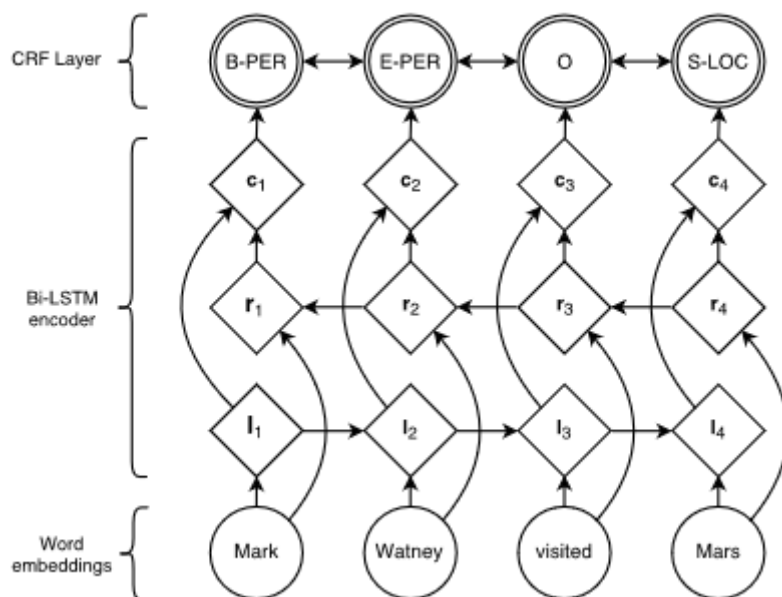 CRF Layer
B-PER
E-PER
O
S-LOC
c1
c2
c3
c4
Bi-LSTM
encoder
r1
r2
r3
r4
l1
l2
l3
l4
Word
embeddings
Mark
Watney
visited
Mars